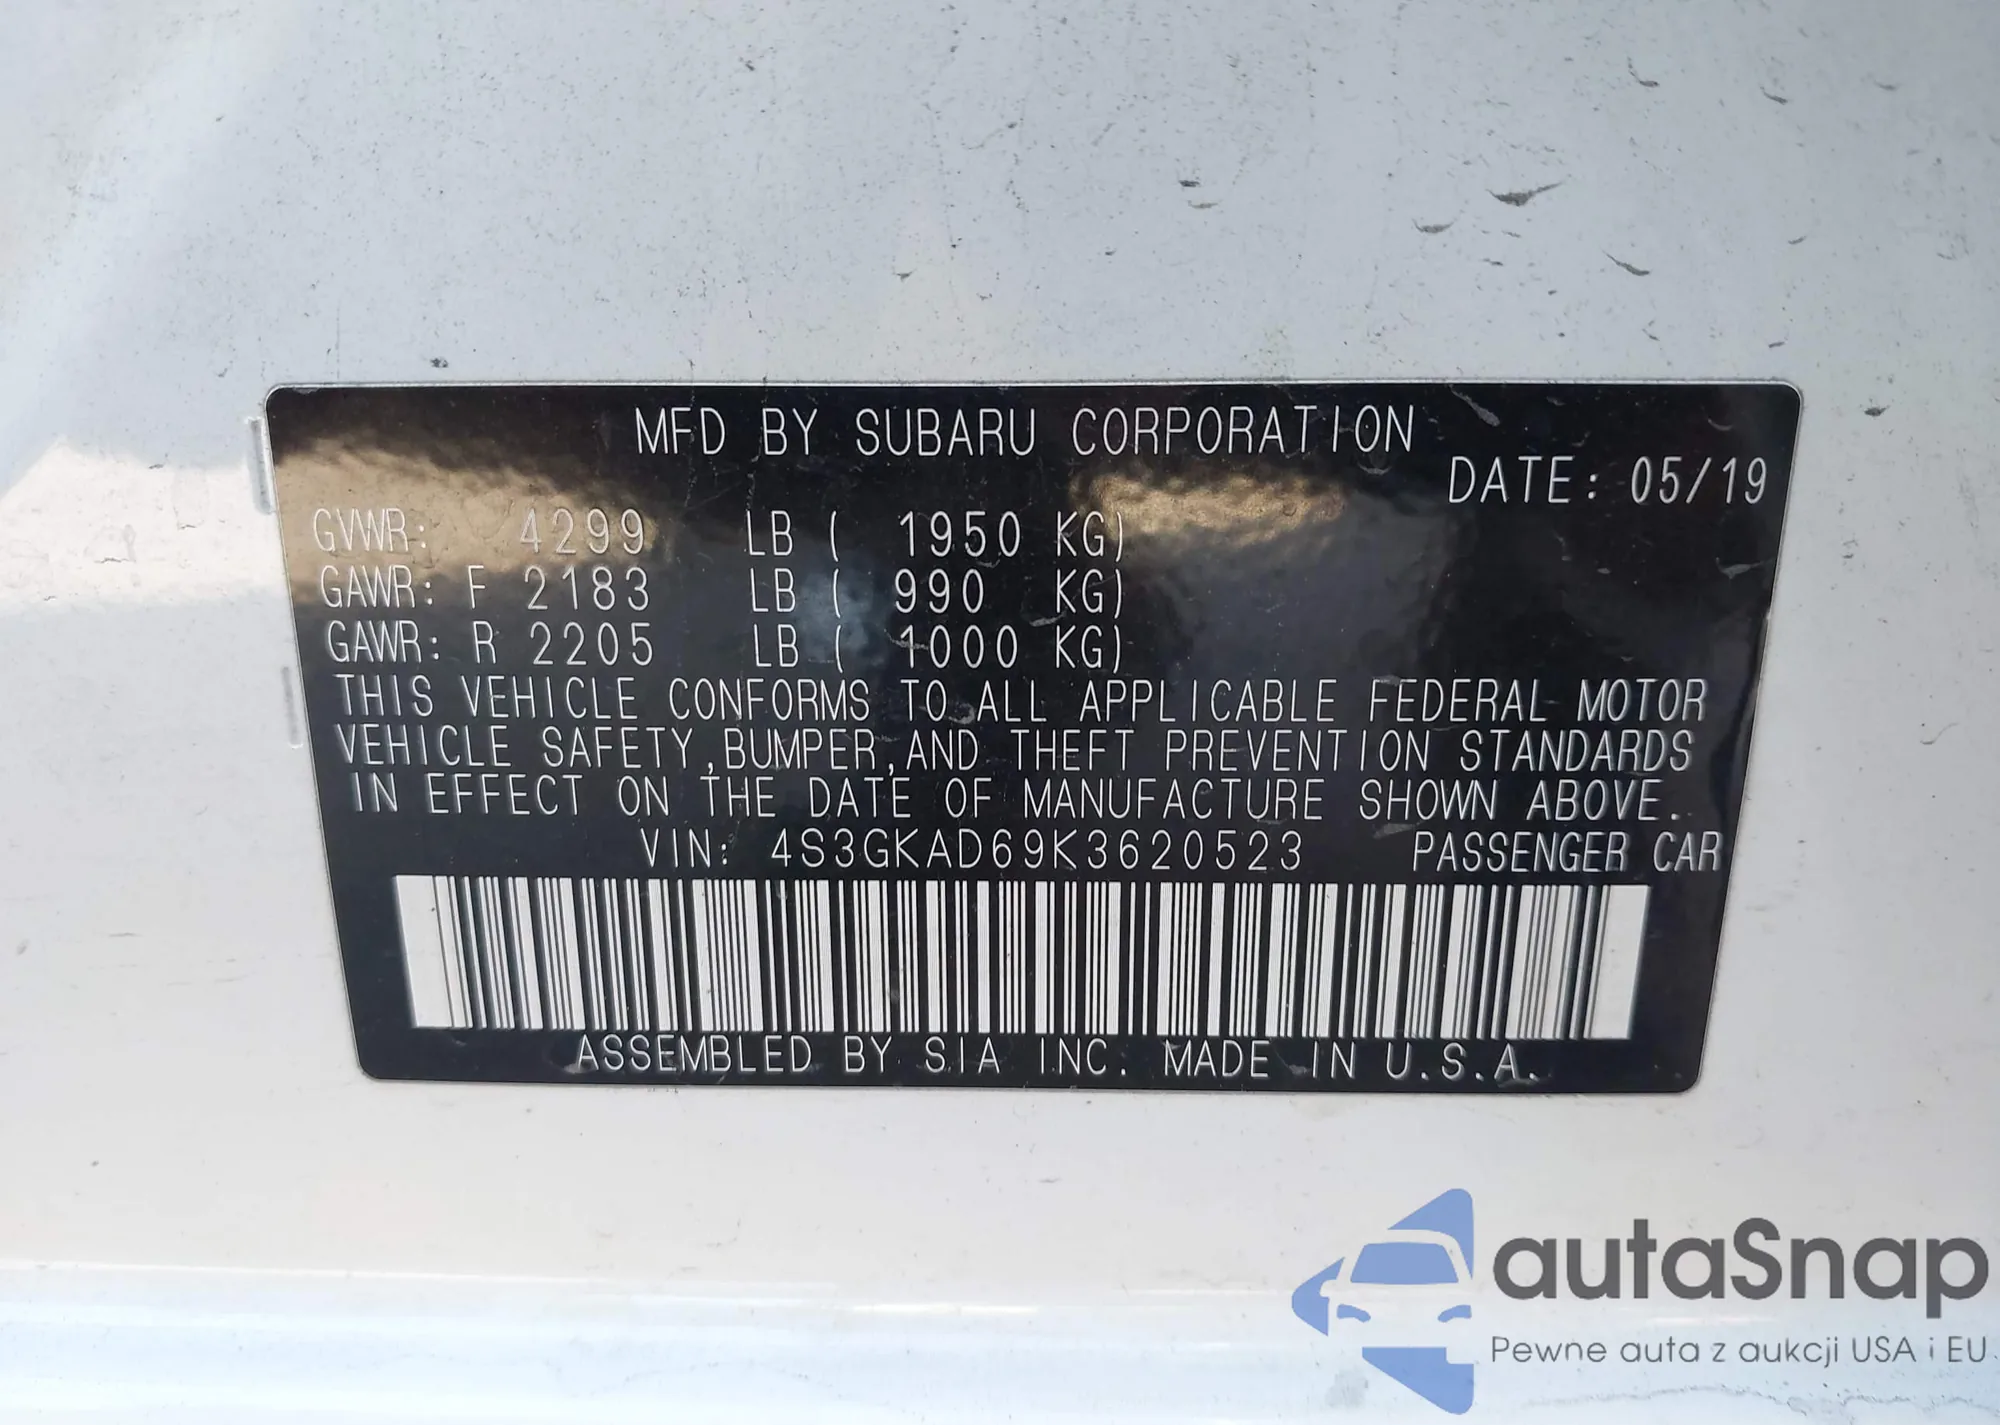 MFD BY SUBARU CORPORATION
DATE: 05/19
GVWR: 4299 LB ( 1950 KG)
GAWR: F 2183 LB ( 990 KG)
GAWR: R 2205 LB ( 1000 KG)
THIS VEHICLE CONFORMS TO ALL APPLICABLE FEDERAL MOTOR
VEHICLE SAFETY,BUMPER,AND THEFT PREVENTION STANDARDS
IN EFFECT ON THE DATE OF MANUFACTURE SHOWN ABOVE.
VIN: 4S3GKAD69K3620523 PASSENGER CAR
ASSEMBLED BY SIA INC. MADE IN U.S.A.
autaSnap
Pewne auta z aukcji USA i EU